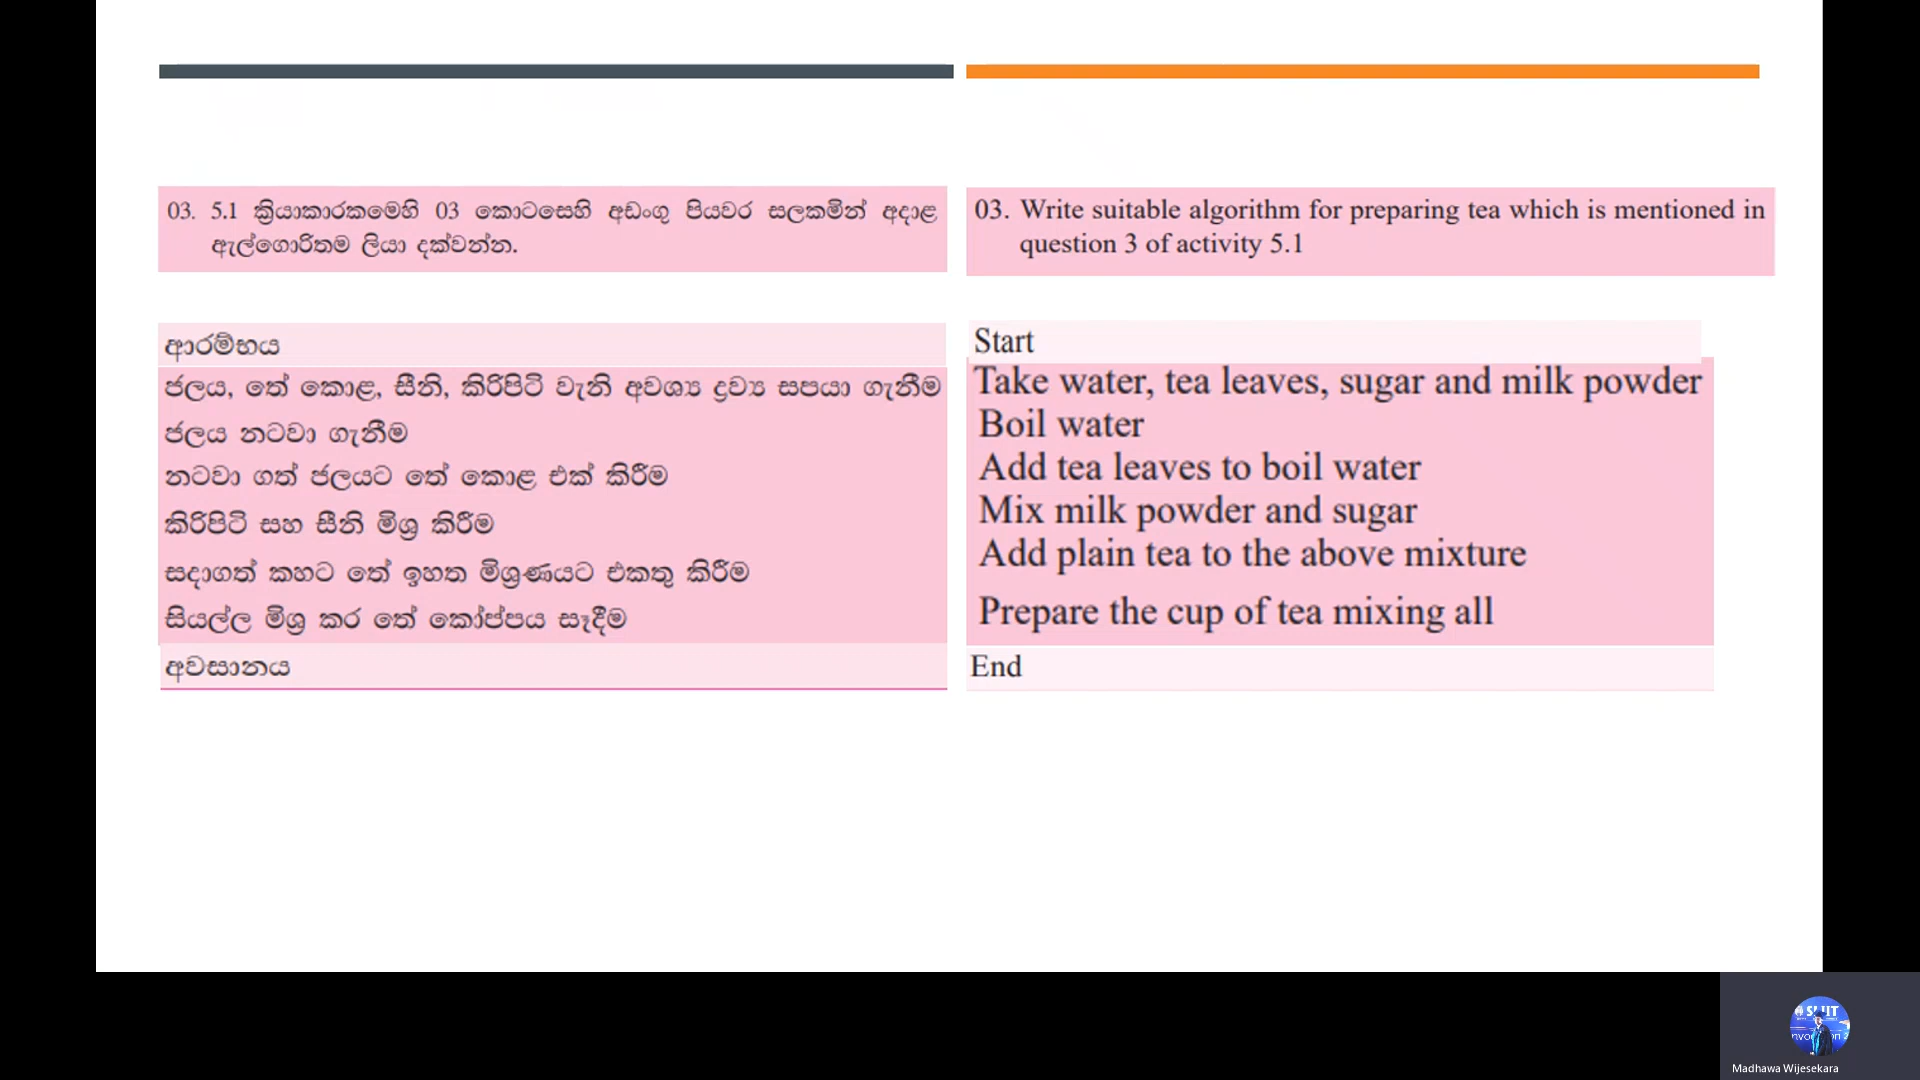 03. 5.1 ක්‍රියාකාරකමෙහි 03 කොටසෙහි අඩංගු පියවර සලකමින් අදාළ
ඇල්ගොරිතම ලියා දක්වන්න.
ආරම්භය
ජලය, තේ කොළ, සීනි, කිරිපිටි වැනි අවශ්‍ය ද්‍රව්‍ය සපයා ගැනීම
ජලය නටවා ගැනීම
නටවා ගත් ජලයට තේ කොළ එක් කිරීම
කිරිපිටි සහ සීනි මිශ්‍ර කිරීම
සදාගත් කහට තේ ඉහත මිශ්‍රණයට එකතු කිරීම
සියල්ල මිශ්‍ර කර තේ කෝප්පය සෑදීම
අවසානය
03. Write suitable algorithm for preparing tea which is mentioned in
question 3 of activity 5.1
Start
Take water, tea leaves, sugar and milk powder
Boil water
Add tea leaves to boil water
Mix milk powder and sugar
Add plain tea to the above mixture
Prepare the cup of tea mixing all
End
Madhawa Wijesekara